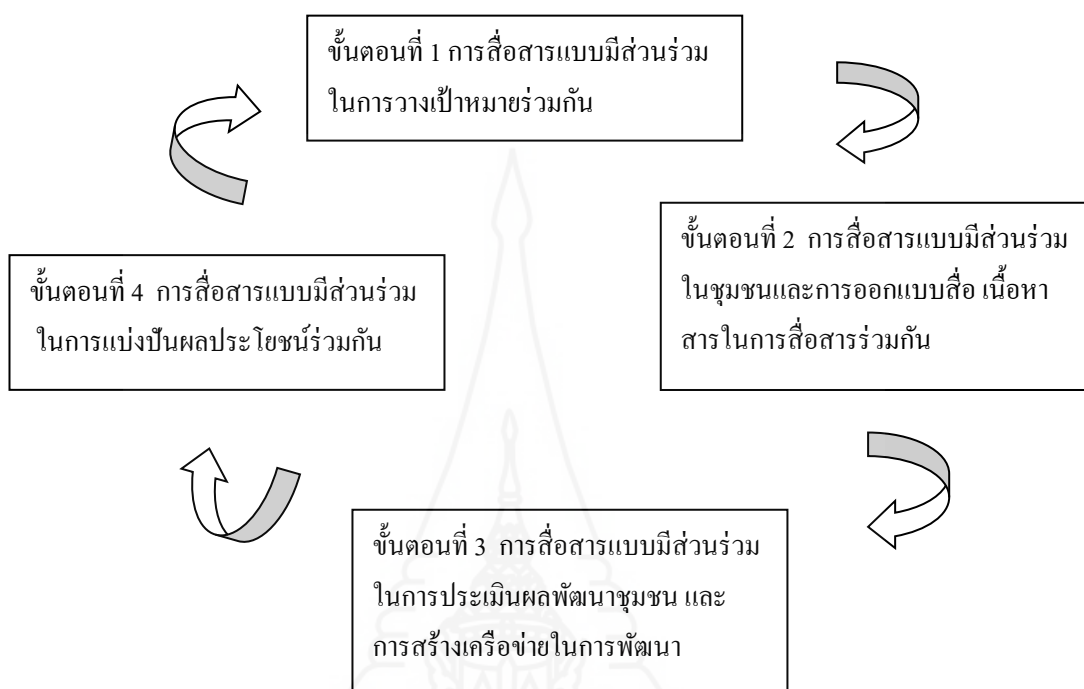 ขั้นตอนที่ 1 การสื่อสารแบบมีส่วนร่วม
ในการวางเป้าหมายร่วมกัน
ขั้นตอนที่ 2 การสื่อสารแบบมีส่วนร่วม
ในชุมชนและการออกแบบสื่อ เนื้อหา
สารในการสื่อสารร่วมกัน
ขั้นตอนที่ 3 การสื่อสารแบบมีส่วนร่วม
ในการประเมินผลพัฒนาชุมชน และ
การสร้างเครือข่ายในการพัฒนา
ขั้นตอนที่ 4 การสื่อสารแบบมีส่วนร่วม
ในการแบ่งปันผลประโยชน์ร่วมกัน